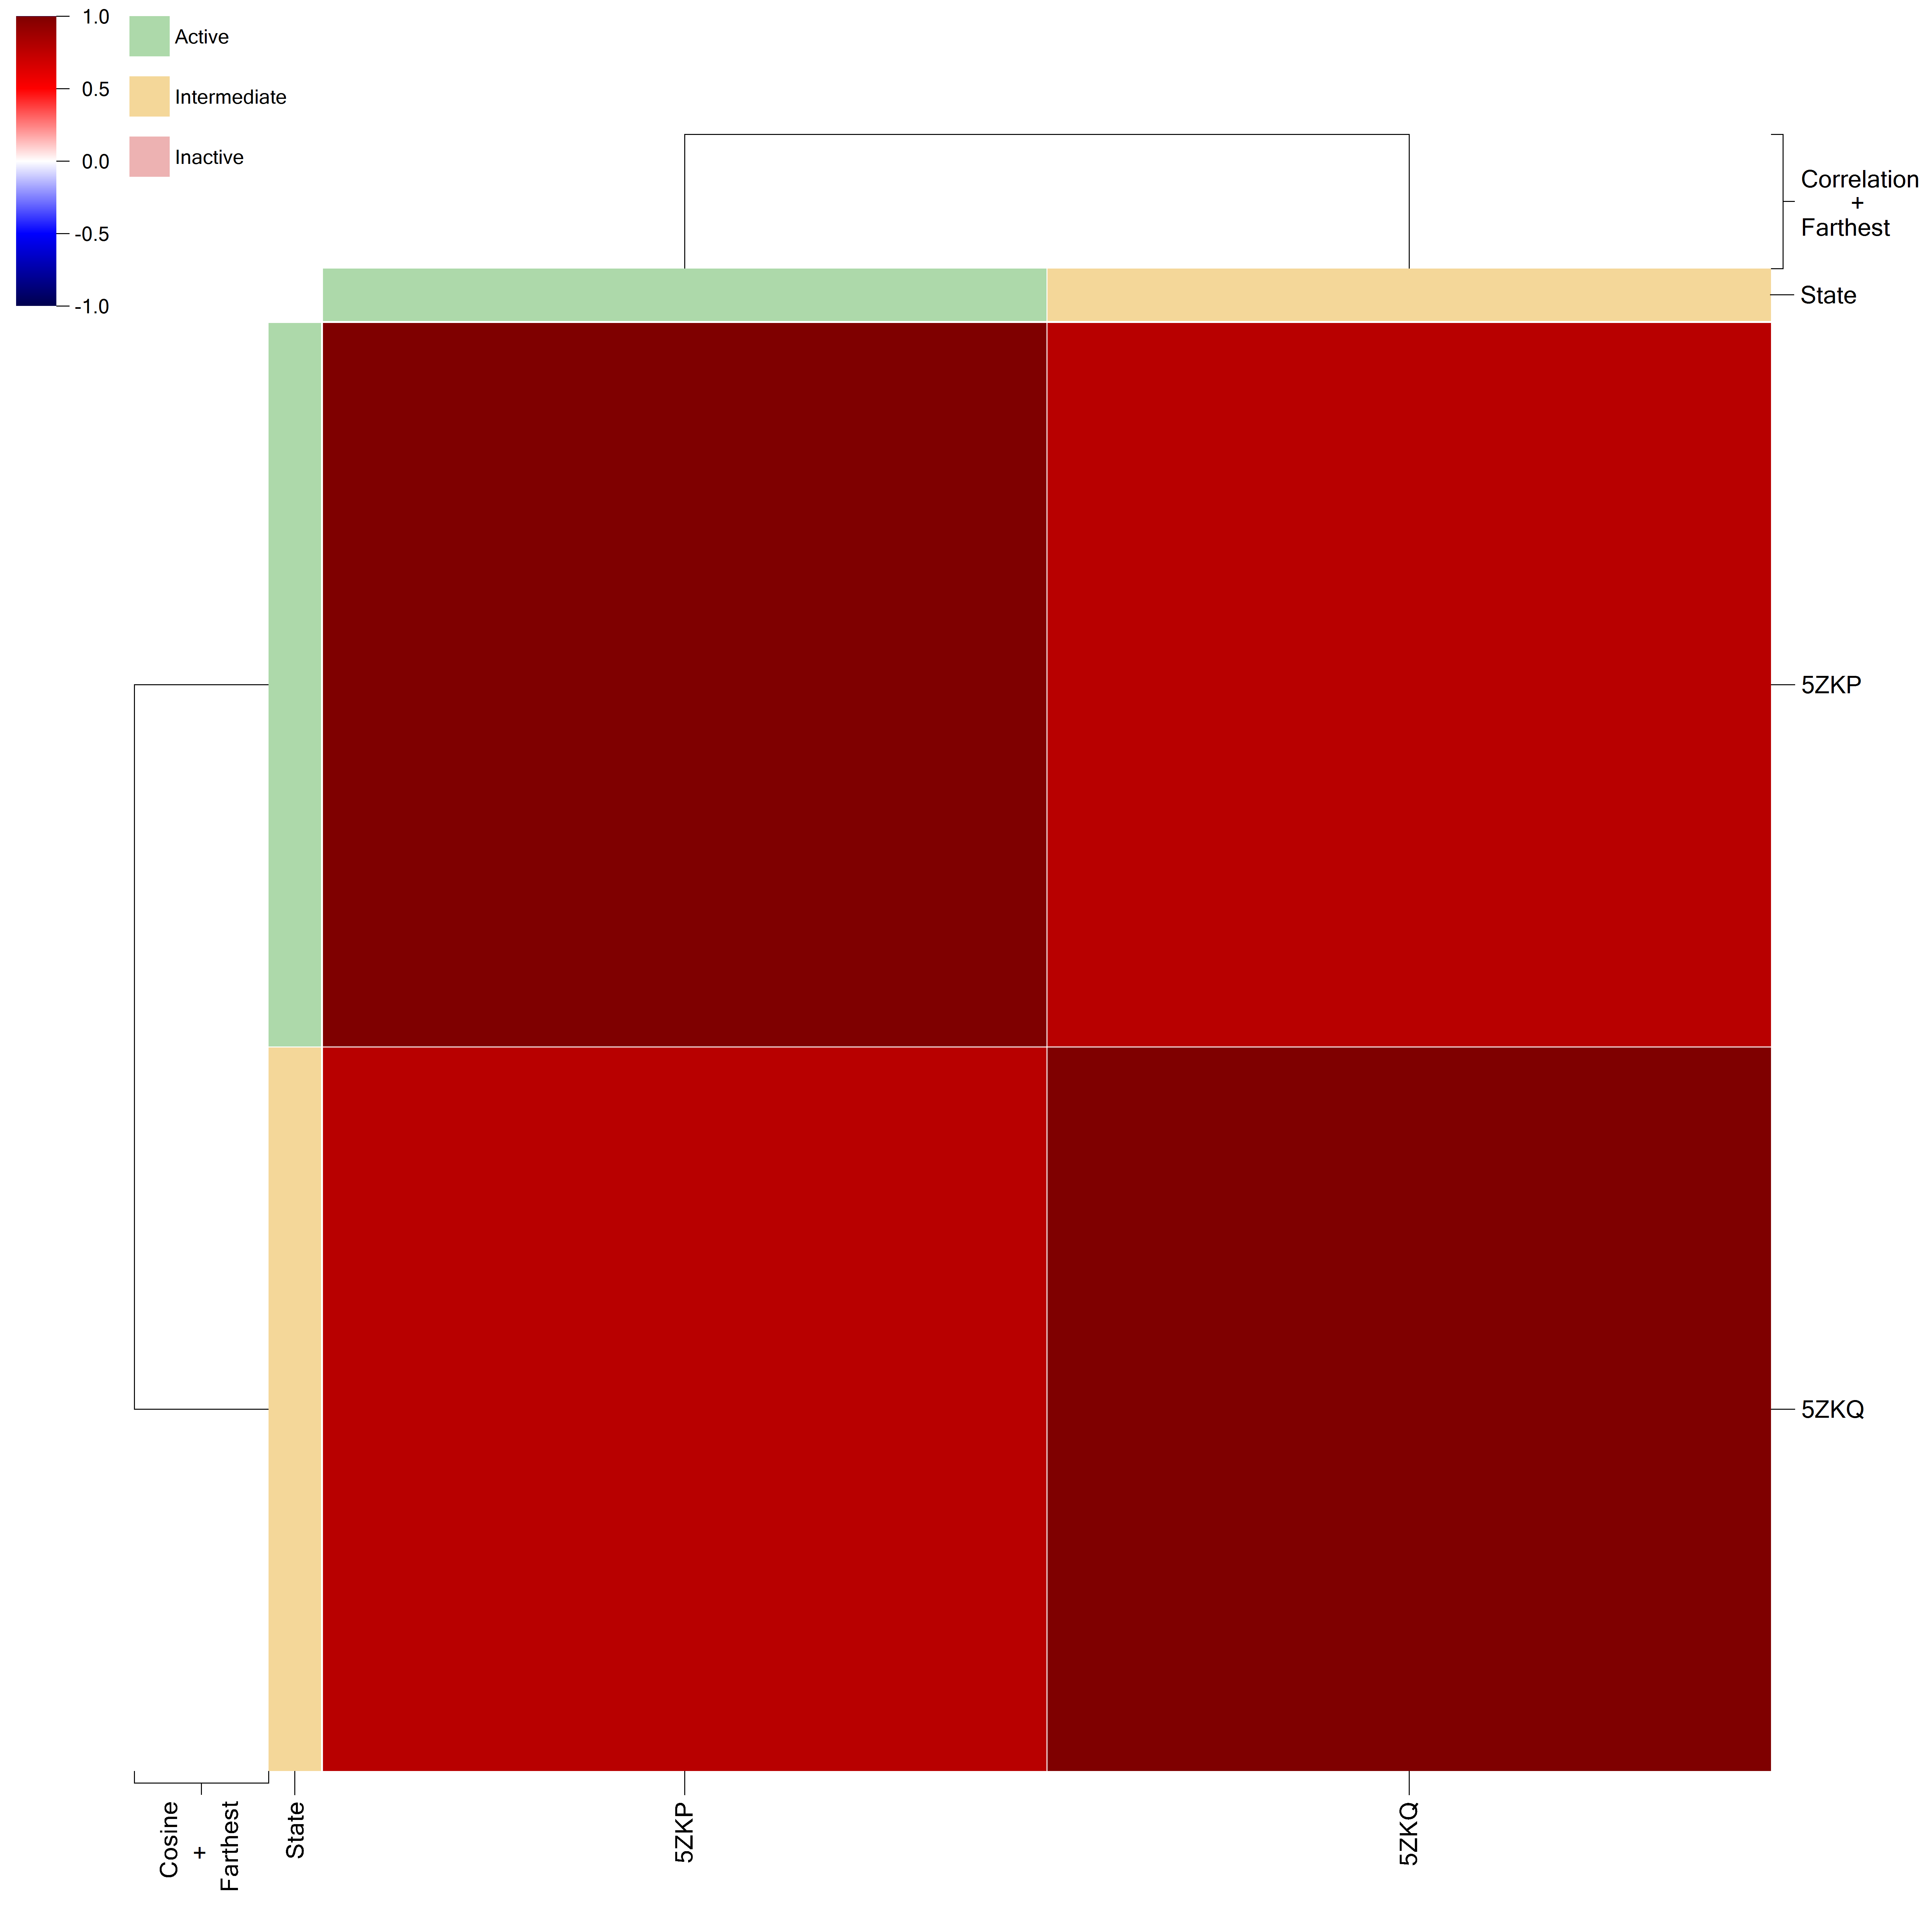 1.0
0.5
0.0
-0.5
-1.0
Active
Intermediate
Inactive
Correlation
+
Farthest
State
5ZKP
5ZKQ
Cosine
+
Farthest
State
5ZKP
5ZKQ